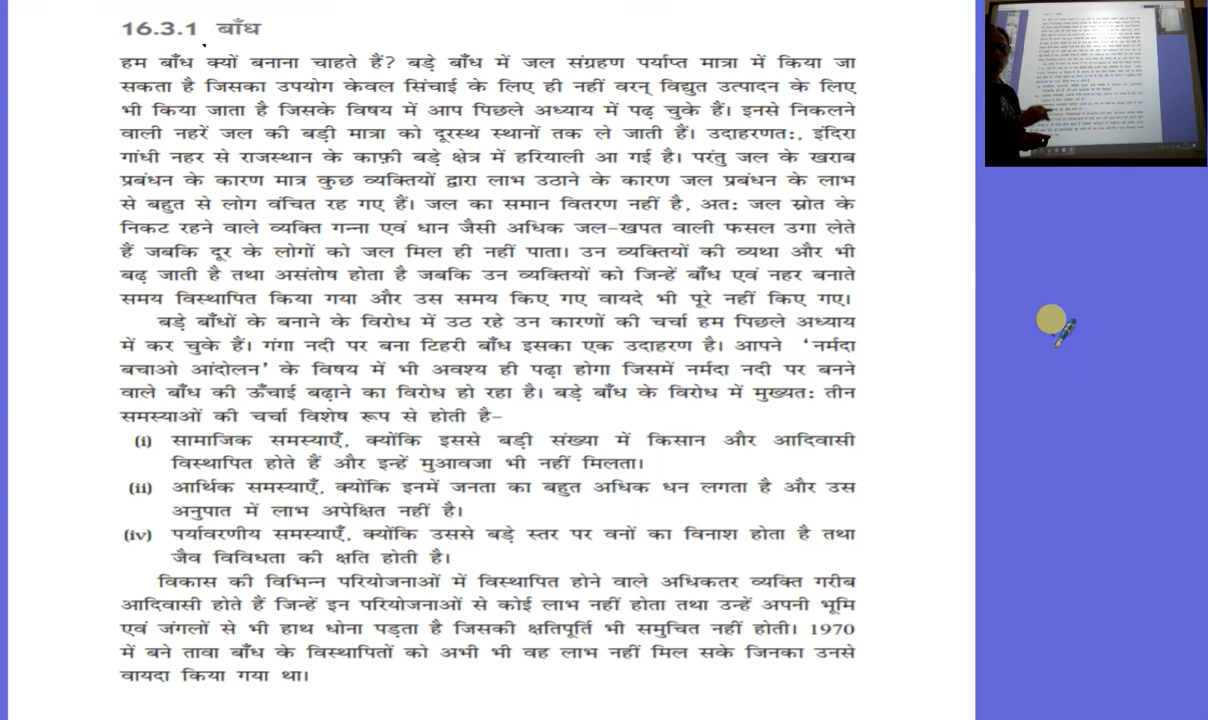 16.3.1 बाँध
हम बाँध क्यों बनाना चाहते हैं? बड़े बाँध में जल संग्रहण पर्याप्त मात्रा में किया जा
सकता है जिसका उपयोग केवल सिंचाई के लिए ही नहीं वरन् विद्युत उत्पादन के लिए
भी किया जाता है जिसके विषय में आप पिछले अध्याय में पढ़ चुके हैं। इनसे निकलने
वाली नहरें जल की बड़ी मात्रा को दूरस्थ स्थानों तक ले जाती हैं। उदाहरणतः, इंदिरा
गांधी नहर से राजस्थान के काफ़ी बड़े क्षेत्र में हरियाली आ गई है। परंतु जल के खराब
प्रबंधन के कारण मात्र कुछ व्यक्तियों द्वारा लाभ उठाने के कारण जल प्रबंधन के लाभ
से बहुत से लोग वंचित रह गए हैं। जल का समान वितरण नहीं है, अतः जल स्रोत के
निकट रहने वाले व्यक्ति गन्ना एवं धान जैसी अधिक जल-खपत वाली फसल उगा लेते
हैं जबकि दूर के लोगों को जल मिल ही नहीं पाता। उन व्यक्तियों की व्यथा और भी
बढ़ जाती है तथा असंतोष होता है जबकि उन व्यक्तियों को जिन्हें बाँध एवं नहर बनाते
समय विस्थापित किया गया और उस समय किए गए वायदे भी पूरे नहीं किए गए।
बड़े बाँधों के बनाने के विरोध में उठ रहे उन कारणों की चर्चा हम पिछले अध्याय
में कर चुके हैं। गंगा नदी पर बना टिहरी बाँध इसका एक उदाहरण है। आपने 'नर्मदा
बचाओ आंदोलन' के विषय में भी अवश्य ही पढ़ा होगा जिसमें नर्मदा नदी पर बनने
वाले बाँध की ऊँचाई बढ़ाने का विरोध हो रहा है। बड़े बाँध के विरोध में मुख्यतः तीन
समस्याओं की चर्चा विशेष रूप से होती है-
(i) सामाजिक समस्याएँ, क्योंकि इससे बड़ी संख्या में किसान और आदिवासी
विस्थापित होते हैं और इन्हें मुआवजा भी नहीं मिलता।
(ii) आर्थिक समस्याएँ, क्योंकि इनमें जनता का बहुत अधिक धन लगता है और उस
अनुपात में लाभ अपेक्षित नहीं है।
(iv) पर्यावरणीय समस्याएँ, क्योंकि उससे बड़े स्तर पर वनों का विनाश होता है तथा
जैव विविधता की क्षति होती है।
विकास की विभिन्न परियोजनाओं में विस्थापित होने वाले अधिकतर व्यक्ति गरीब
आदिवासी होते हैं जिन्हें इन परियोजनाओं से कोई लाभ नहीं होता तथा उन्हें अपनी भूमि
एवं जंगलों से भी हाथ धोना पड़ता है जिसकी क्षतिपूर्ति भी समुचित नहीं होती। 1970
में बने तावा बाँध के विस्थापितों को अभी भी वह लाभ नहीं मिल सके जिनका उनसे
वायदा किया गया था।